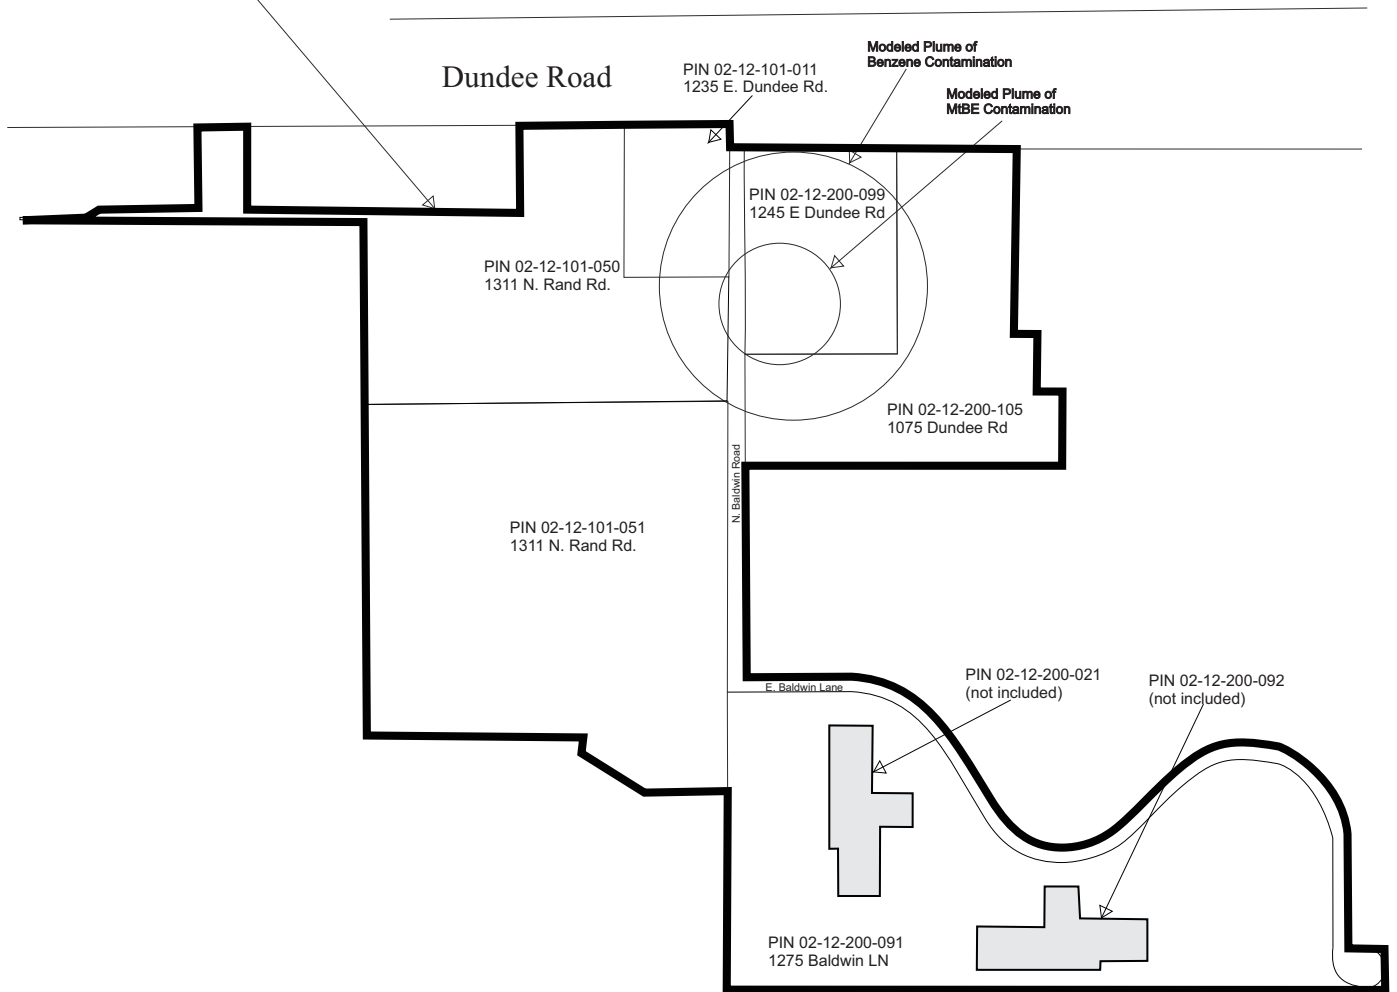 Modeled Plume of
Benzene Contamination
Dundee Road
PIN 02-12-101-011
1235 E. Dundee Rd.
Modeled Plume of
MtBE Contamination
PIN 02-12-200-099
1245 E Dundee Rd
PIN 02-12-101-050
1311 N. Rand Rd.
PIN 02-12-200-105
1075 Dundee Rd
N. Baldwin Road
PIN 02-12-101-051
1311 N. Rand Rd.
E. Baldwin Lane
PIN 02-12-200-021
(not included)
PIN 02-12-200-092
(not included)
PIN 02-12-200-091
1275 Baldwin LN